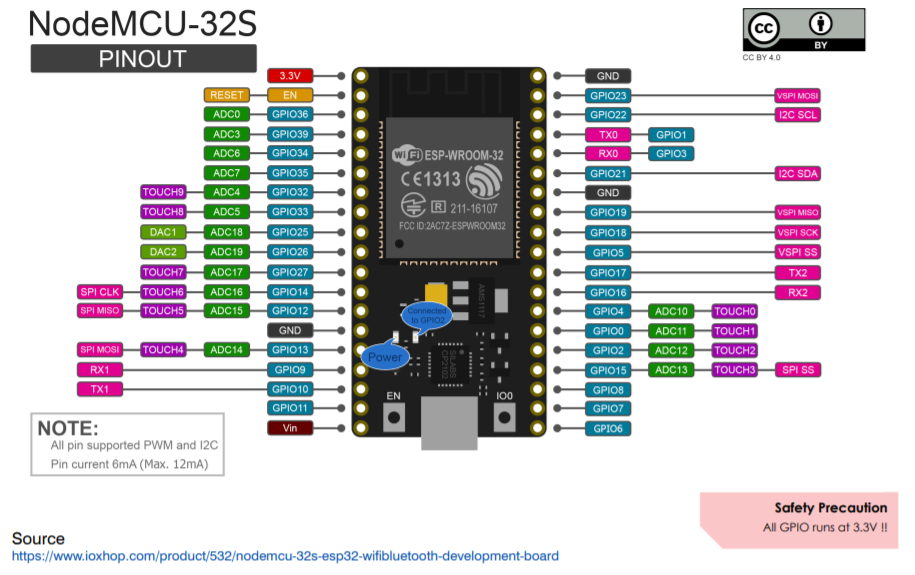 NodeMCU-32S
PINOUT
CC BY
CC BY 4.0
3.3V GND
RESET EN GPIO23 VSPI MOSI
ADC0 GPIO36 GPIO22 I2C SCL
ADC3 GPIO39 TX0 GPIO1
ADC6 GPIO34 RX0 GPIO3
ADC7 GPIO35 GPIO21 I2C SDA
TOUCH9 ADC4 GPIO32 GND
TOUCH8 ADC5 GPIO33 GPIO19 VSPI MISO
DAC1 ADC18 GPIO25 GPIO18 VSPI SCK
DAC2 ADC19 GPIO26 GPIO5 VSPI SS
TOUCH7 ADC17 GPIO27 GPIO17 TX2
SPI CLK TOUCH6 ADC16 GPIO14 GPIO16 RX2
SPI MISO TOUCH5 ADC15 GPIO12 GPIO4 ADC10 TOUCH0
GND GPIO0 ADC11 TOUCH1
SPI MOSI TOUCH4 ADC14 GPIO13 GPIO2 ADC12 TOUCH2
RX1 GPIO9 GPIO15 ADC13 TOUCH3 SPI SS
TX1 GPIO10 GPIO8
GPIO11 GPIO7
Vin GPIO6
WiFi ESP-WROOM-32
CE1313
R 211-16107
FCC ID:2AC7Z-ESPWROOM32
AMS1117
Connected
to GPIO2
Power
SILABS
CP2102
EN IO0
NOTE:
All pin supported PWM and I2C
Pin current 6mA (Max. 12mA)
Safety Precaution
All GPIO runs at 3.3V !!
Source
https://www.ioxhop.com/product/532/nodemcu-32s-esp32-wifibluetooth-development-board